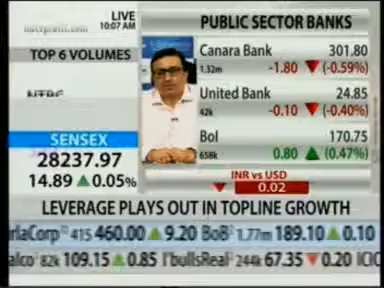 LIVE
10:07 AM
PUBLIC SECTOR BANKS
TOP 6 VOLUMES
Canara Bank 301.80
1.32m -1.80 ▼ (-0.59%)
United Bank 24.85
42k -0.10 ▼ (-0.40%)
BoI 170.75
658k 0.80 ▲ (0.47%)
SENSEX
28237.97
14.89 ▲ 0.05%
INR vs USD
▼ 0.02
LEVERAGE PLAYS OUT IN TOPLINE GROWTH
rlaCorp 415 460.00 ▲ 9.20 BoB 1.77m 189.10 ▲ 0.10
alco 82k 109.15 ▲ 0.85 I'bullsReal 244k 67.35 ▼ 0.20 ICIC